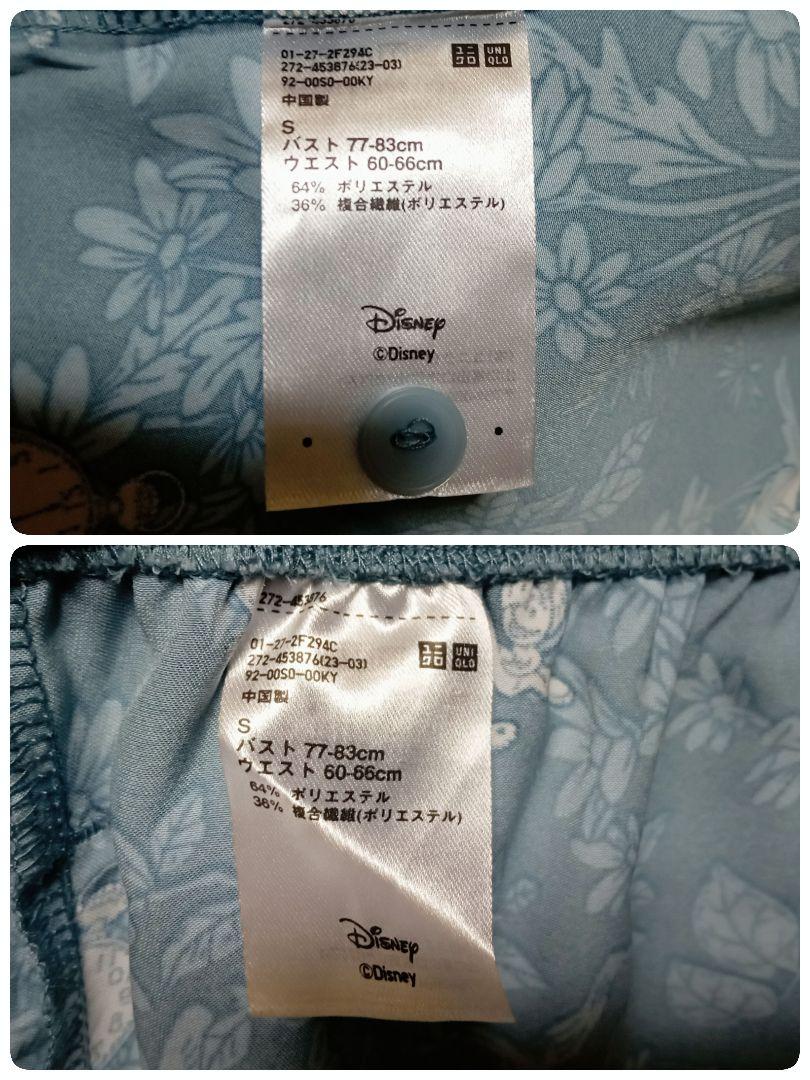 272-453876
01-27-2F294C
272-453876(23-03)
92-00S0-00KY
中国製
ユニ
クロ
UNI
QLO
S
バスト 77-83cm
ウエスト 60-66cm
64% ポリエステル
36% 複合繊維(ポリエステル)
Disney
©Disney
272-453876
01-27-2F294C
272-453876(23-03)
92-00S0-00KY
中国製
ユニ
クロ
UNI
QLO
S
バスト 77-83cm
ウエスト 60-66cm
64% ポリエステル
36% 複合繊維(ポリエステル)
Disney
©Disney